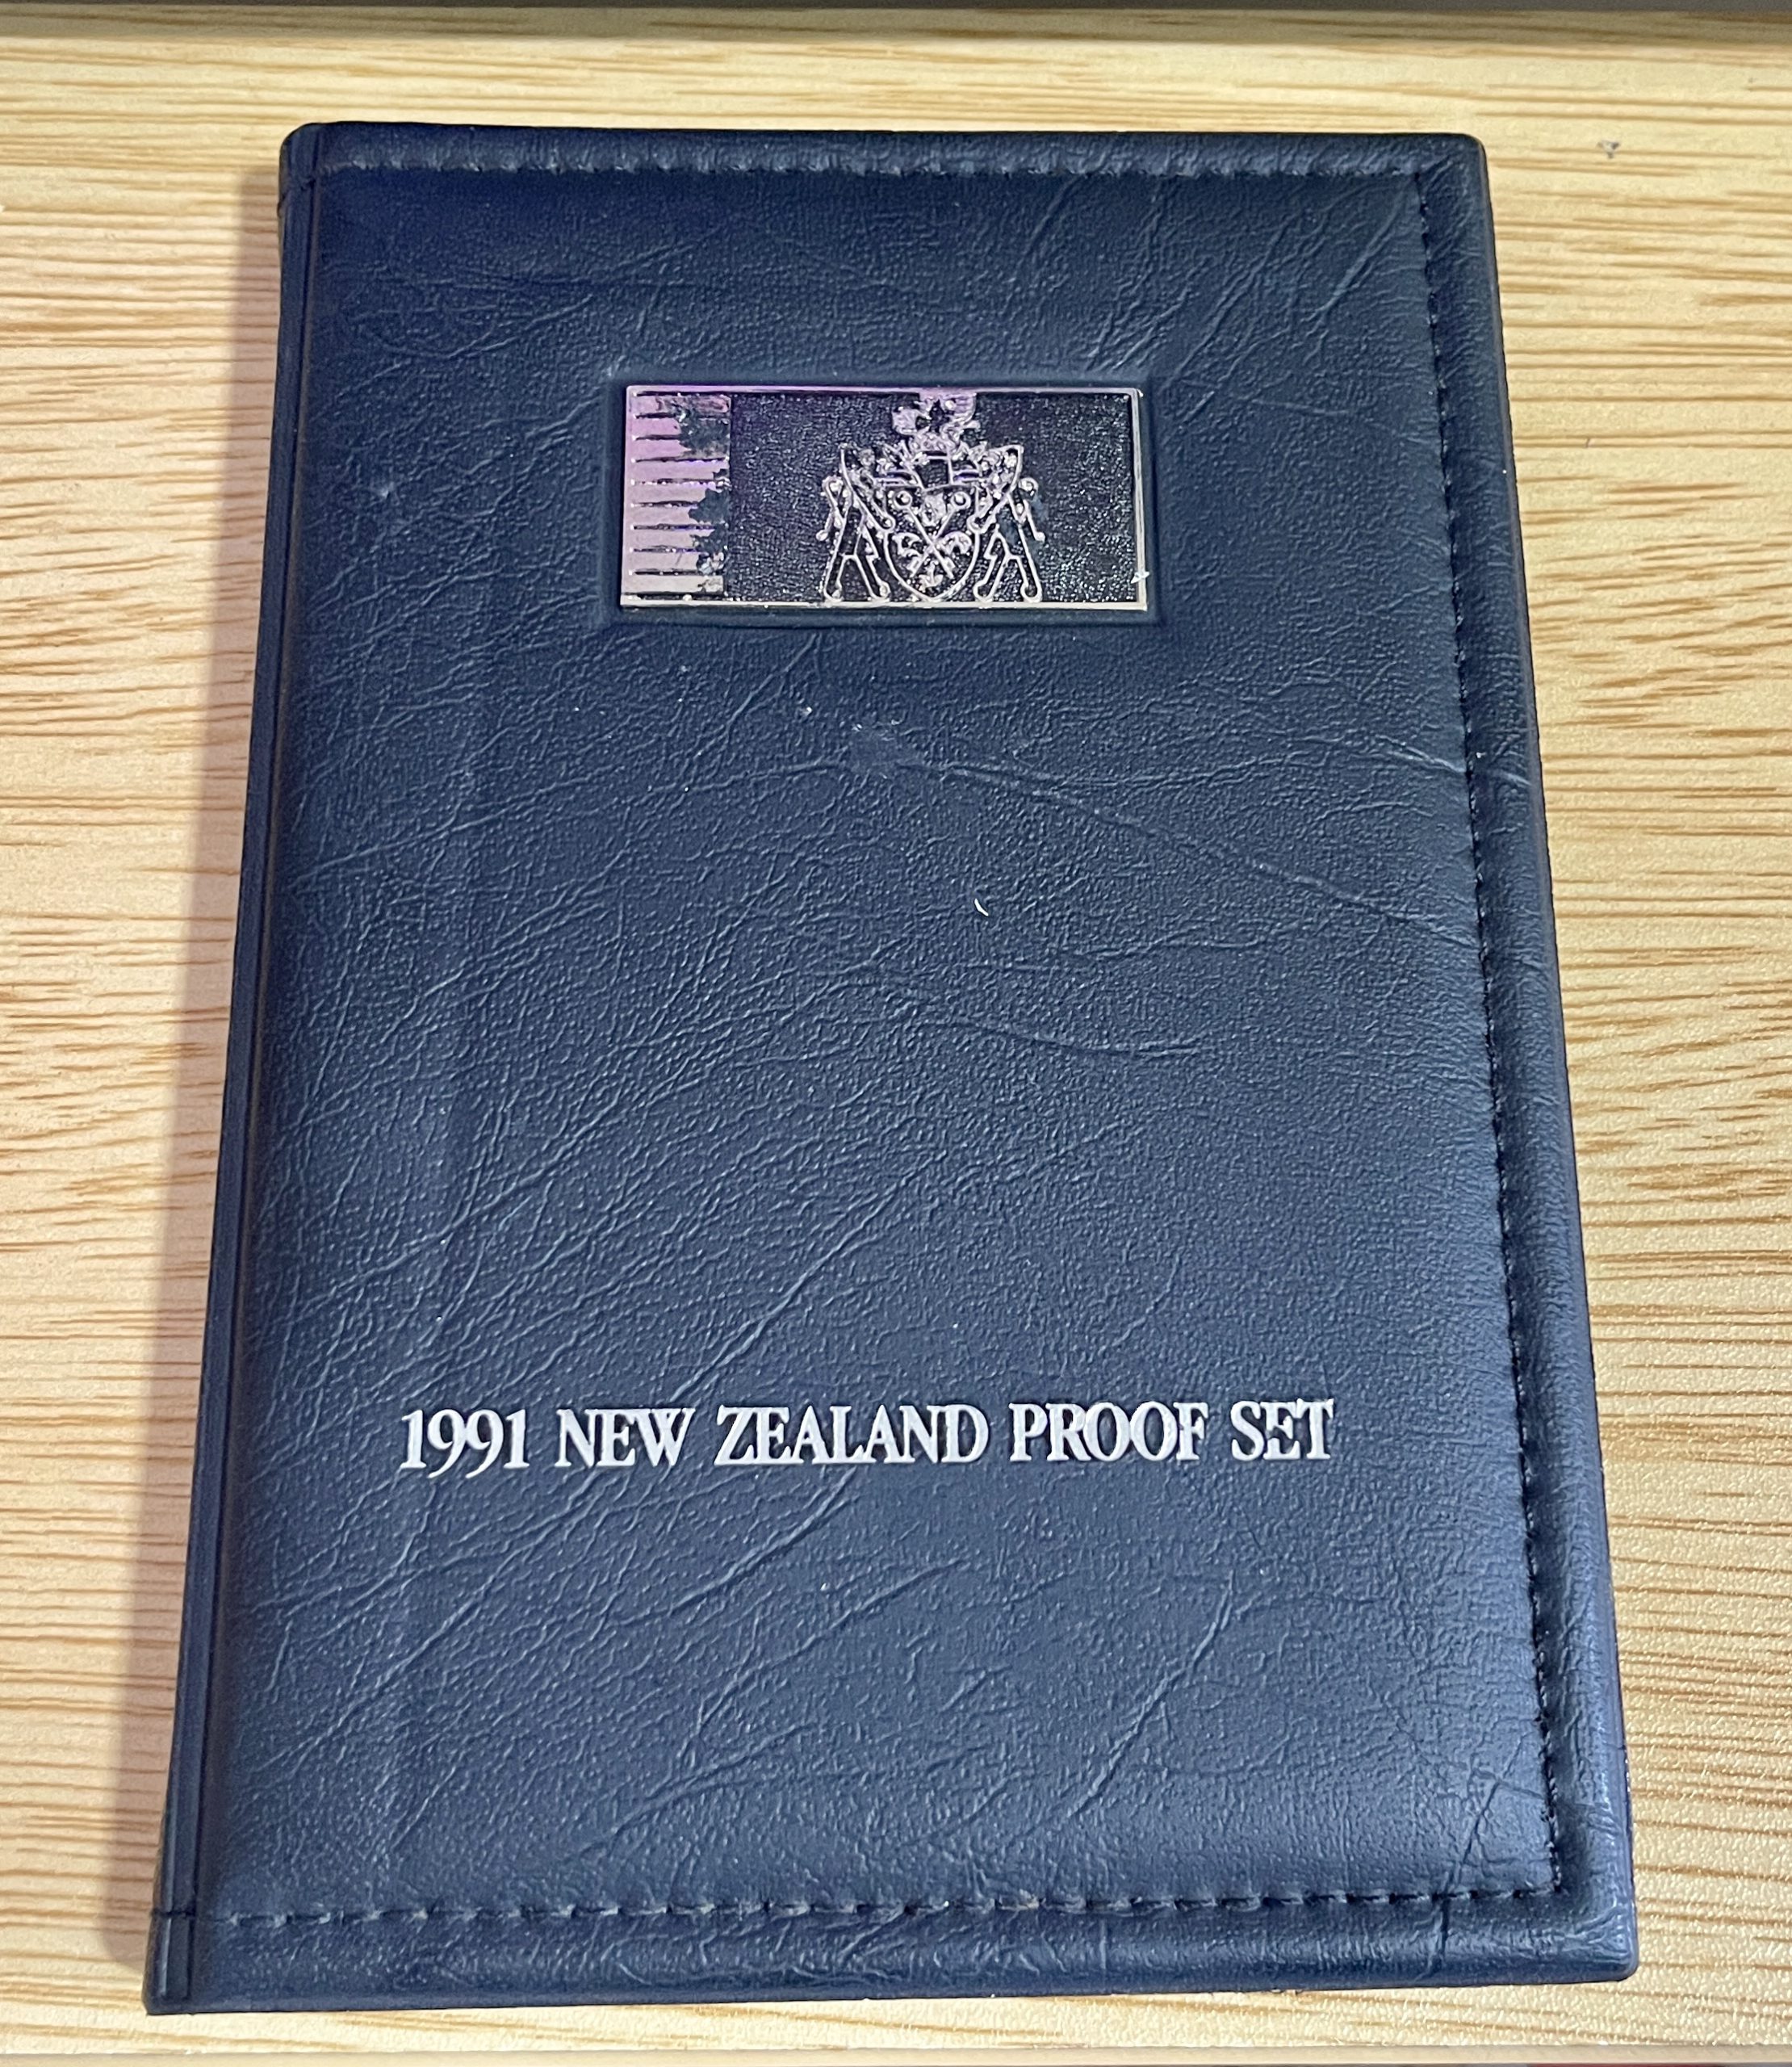 1991 NEW ZEALAND PROOF SET